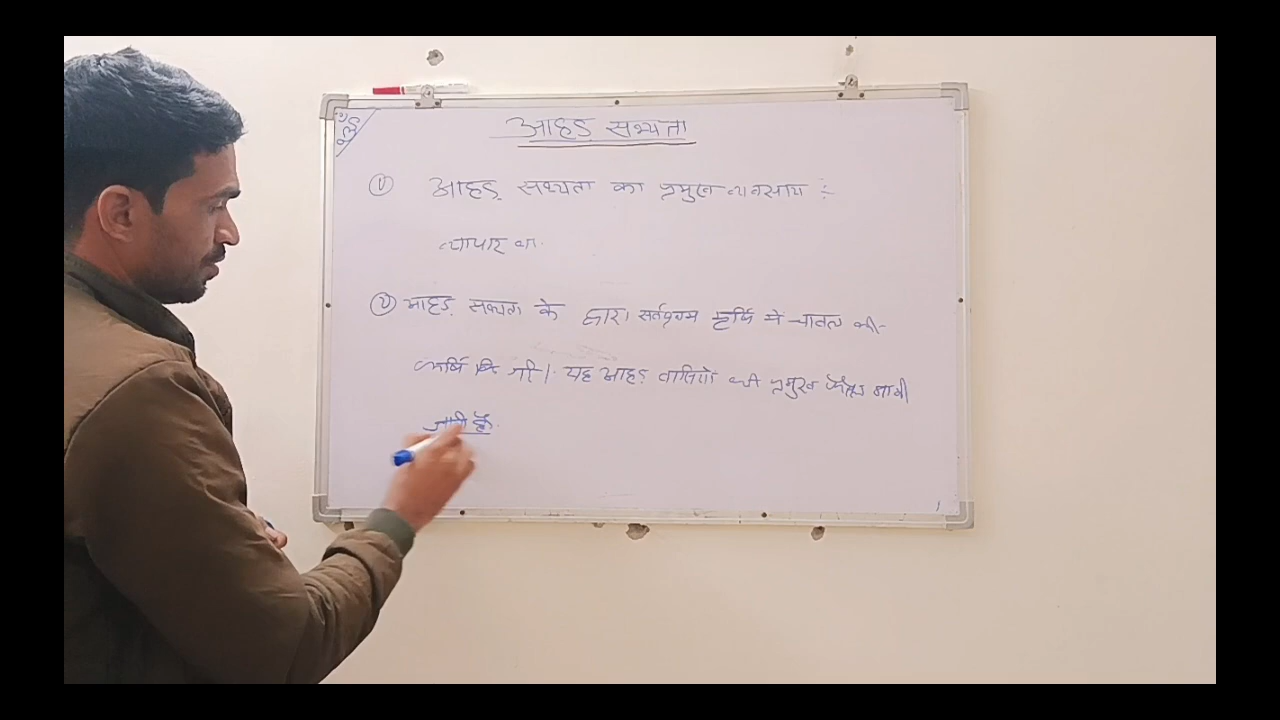 आहड़ सभ्यता
① आहड़ सभ्यता का प्रमुख व्यवसाय :-
व्यापार था.
② आहड़ सभ्यता के द्वारा सर्वप्रथम कृषि में चावल की
कृषि कि गी। यह आहड़ वासियों की प्रमुख मानी
जाती है.